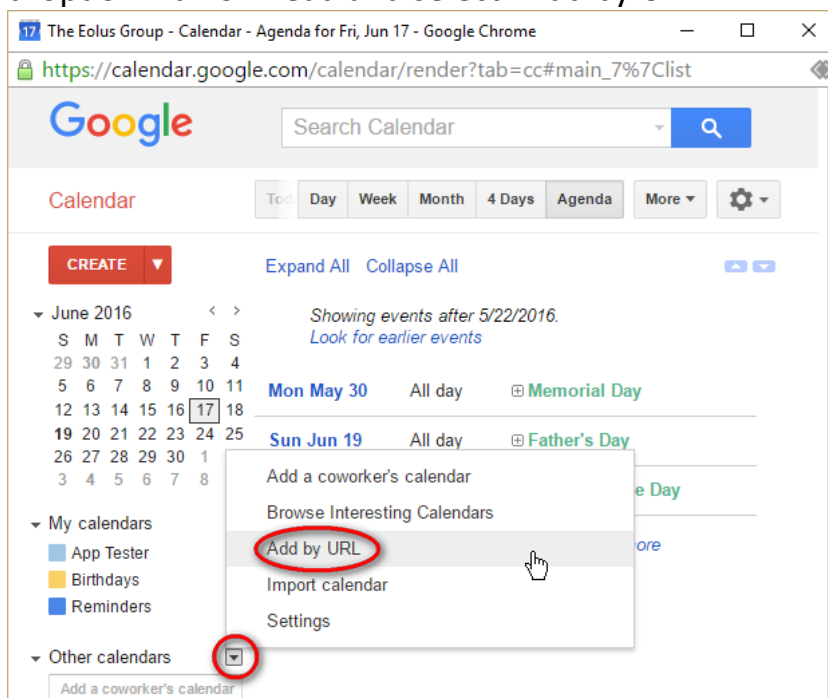 17 The Eolus Group - Calendar - Agenda for Fri, Jun 17 - Google Chrome
https://calendar.google.com/calendar/render?tab=cc#main_7%7Clist
Google Search Calendar
Calendar Tod Day Week Month 4 Days Agenda More
CREATE Expand All Collapse All
June 2016 < > Showing events after 5/22/2016.
S M T W T F S Look for earlier events
29 30 31 1 2 3 4
5 6 7 8 9 10 11 Mon May 30 All day Memorial Day
12 13 14 15 16 17 18
19 20 21 22 23 24 25 Sun Jun 19 All day Father's Day
26 27 28 29 30 1
3 4 5 6 7 8 Add a coworker's calendar
e Day
Browse Interesting Calendars
My calendars
App Tester Add by URL ore
Birthdays Import calendar
Reminders Settings
Other calendars
Add a coworker's calendar